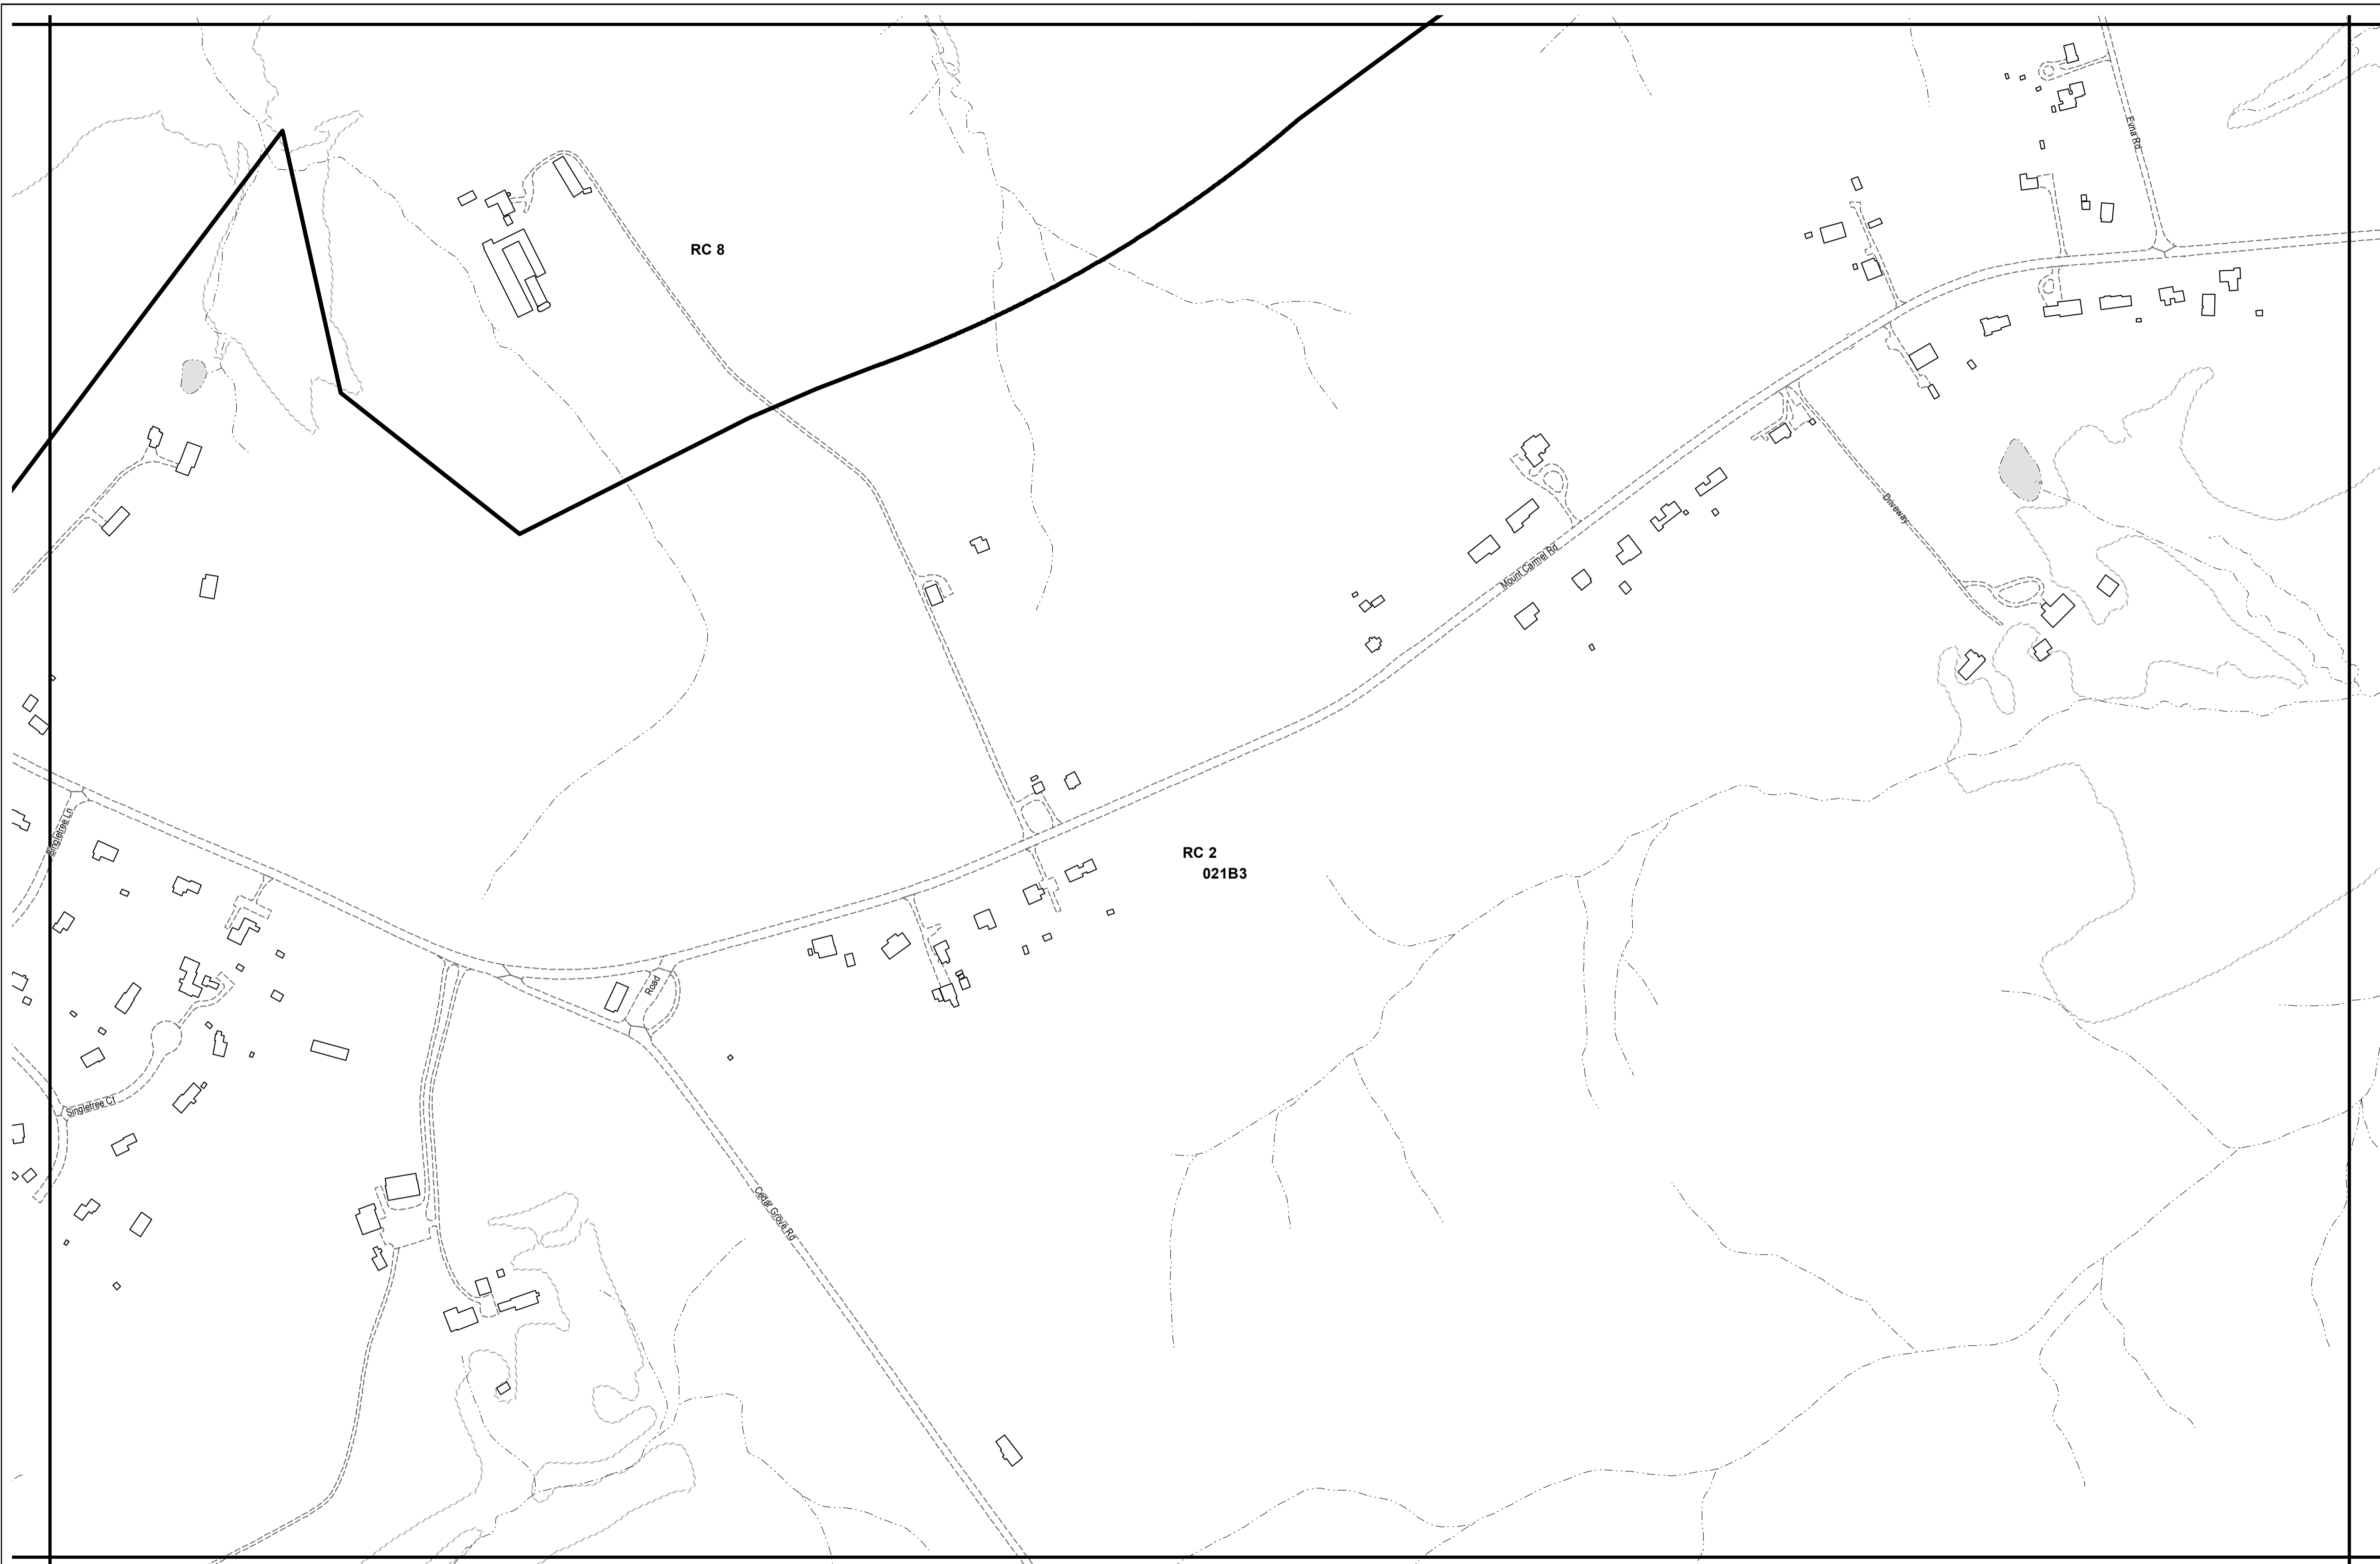 Evna Rd
RC 8
Driveway
Mount Carmel Rd
Singletree Ln
RC 2
021B3
Road
Singletree CT
Cedar Grove Rd